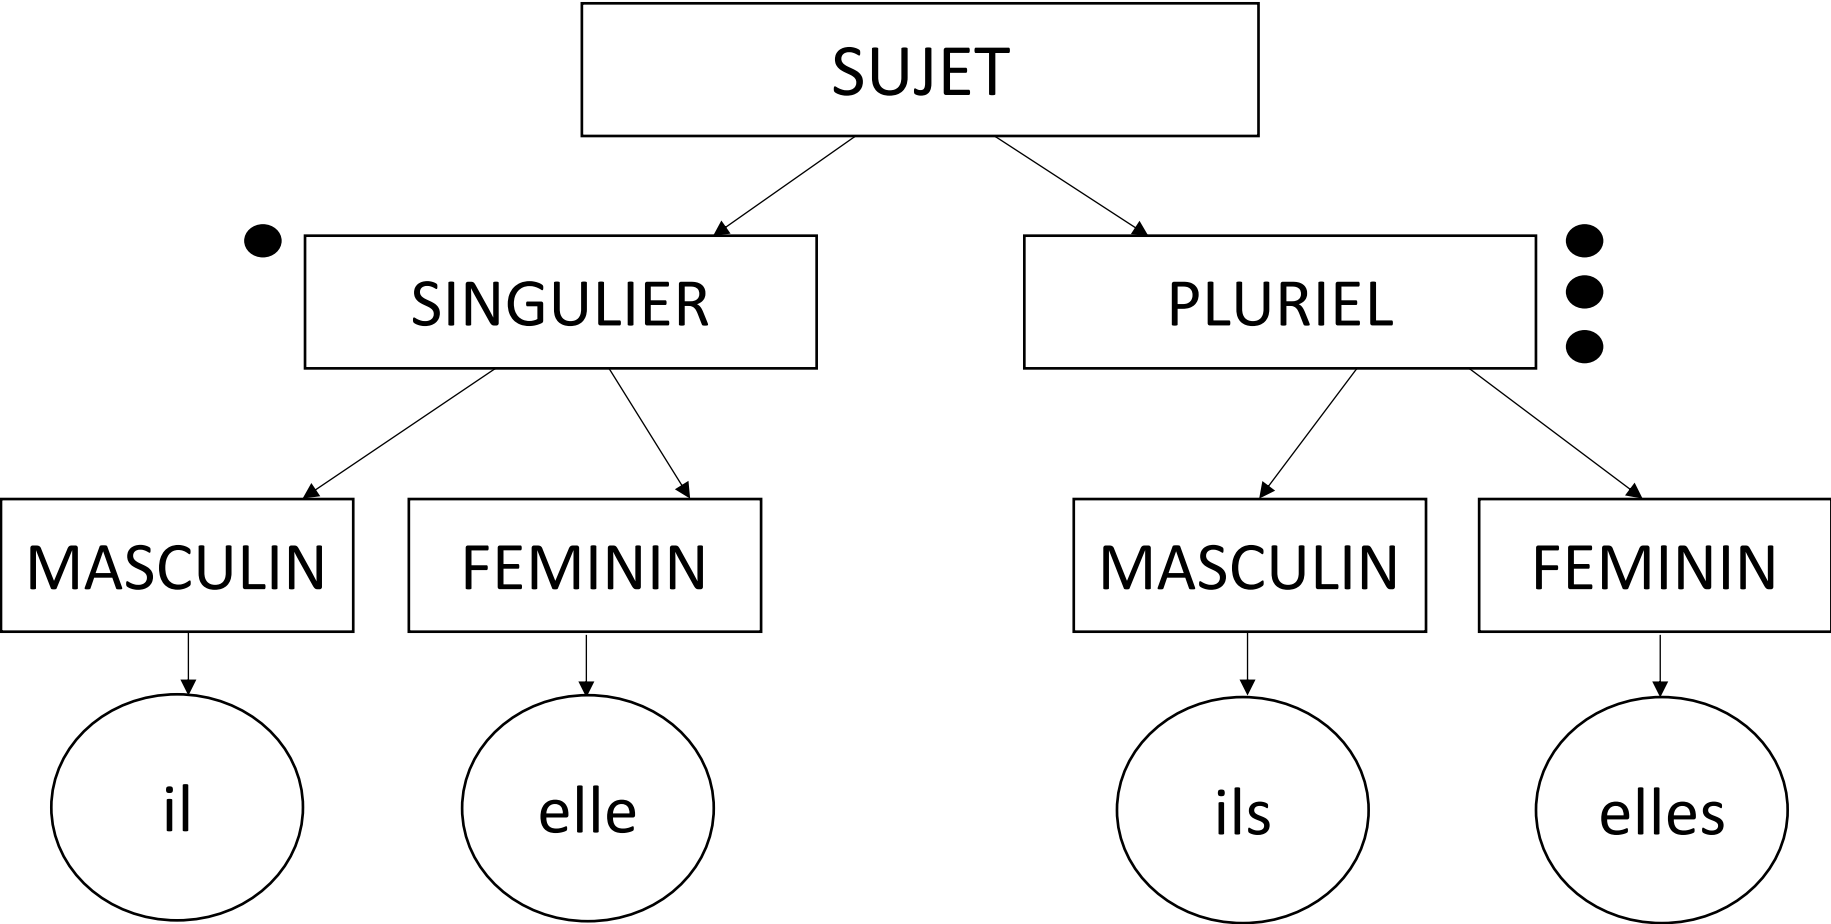 SUJET
SINGULIER
PLURIEL
MASCULIN
FEMININ
MASCULIN
FEMININ
il
elle
ils
elles